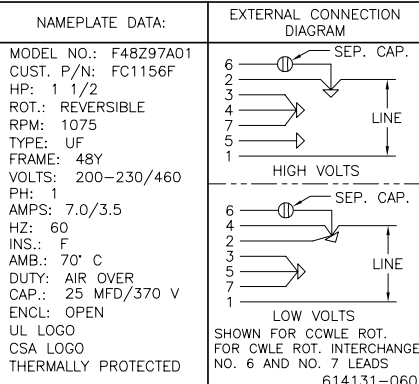 NAMEPLATE DATA:
MODEL NO.: F48Z97A01
CUST. P/N: FC1156F
HP: 1 1/2
ROT.: REVERSIBLE
RPM: 1075
TYPE: UF
FRAME: 48Y
VOLTS: 200-230/460
PH: 1
AMPS: 7.0/3.5
HZ: 60
INS.: F
AMB.: 70° C
DUTY: AIR OVER
CAP.: 25 MFD/370 V
ENCL: OPEN
UL LOGO
CSA LOGO
THERMALLY PROTECTED
EXTERNAL CONNECTION
DIAGRAM
SEP. CAP.
6
2
3
4
7
5
1
LINE
HIGH VOLTS
SEP. CAP.
6
4
2
3
5
7
1
LINE
LOW VOLTS
SHOWN FOR CCWLE ROT.
FOR CWLE ROT. INTERCHANGE
NO. 6 AND NO. 7 LEADS
614131-060